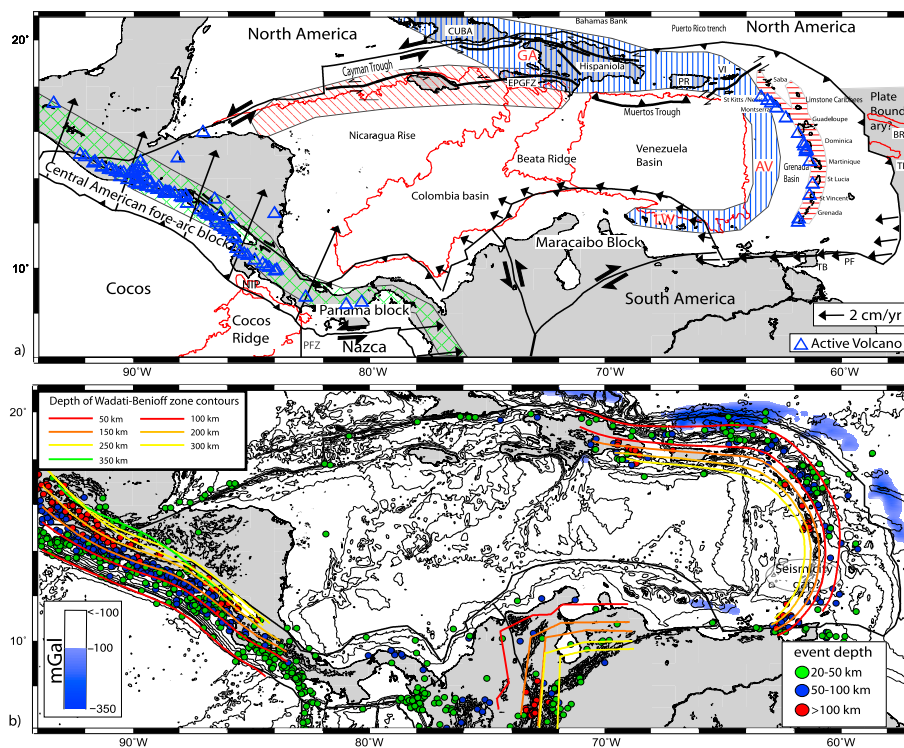 20˚
North America
CUBA
Bahamas Bank
Puerto Rico trench
North America
Cayman Trough
GA
Hispaniola
VI
EPGFZ
PR
Saba
Limstone Caribbees
St Kitts /Ne
Montserrat
Guadeloupe
Muertos Trough
Plate
Bound
ary?
BR
Nicaragua Rise
Beata Ridge
Venezuela
Basin
Dominica
Martinique
AV
Grenada
Basin
St Lucia
St Vincent
Grenada
Colombia basin
LW
Central American fore-arc block
Maracaibo Block
10˚
TB
PF
Cocos
NTP
Panama block
South America
Cocos
Ridge
PFZ
Nazca
2 cm/yr
Active Volcano
a)
90˚W
80˚W
70˚W
60˚W
Depth of Wadati-Benioff zone contours
50 km
100 km
150 km
200 km
250 km
300 km
350 km
20˚
Seismicity
gap?
<-100
-100
-350
mGal
10˚
event depth
20-50 km
50-100 km
>100 km
b)
90˚W
80˚W
70˚W
60˚W